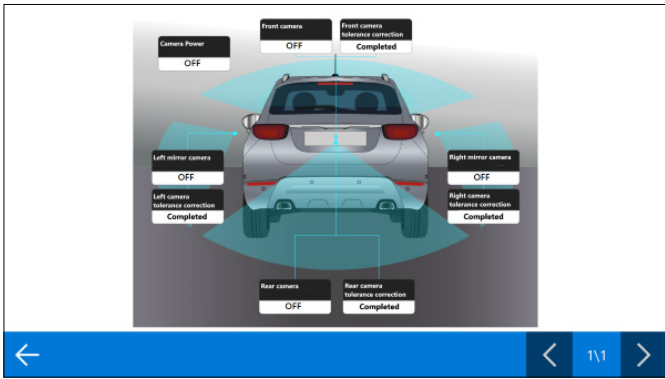 Front camera
OFF
Front camera
tolerance correction
Completed
Camera Power
OFF
Left mirror camera
OFF
Left camera
tolerance correction
Completed
Right mirror camera
OFF
Right camera
tolerance correction
Completed
Rear camera
OFF
Rear camera
tolerance correction
Completed
1\1